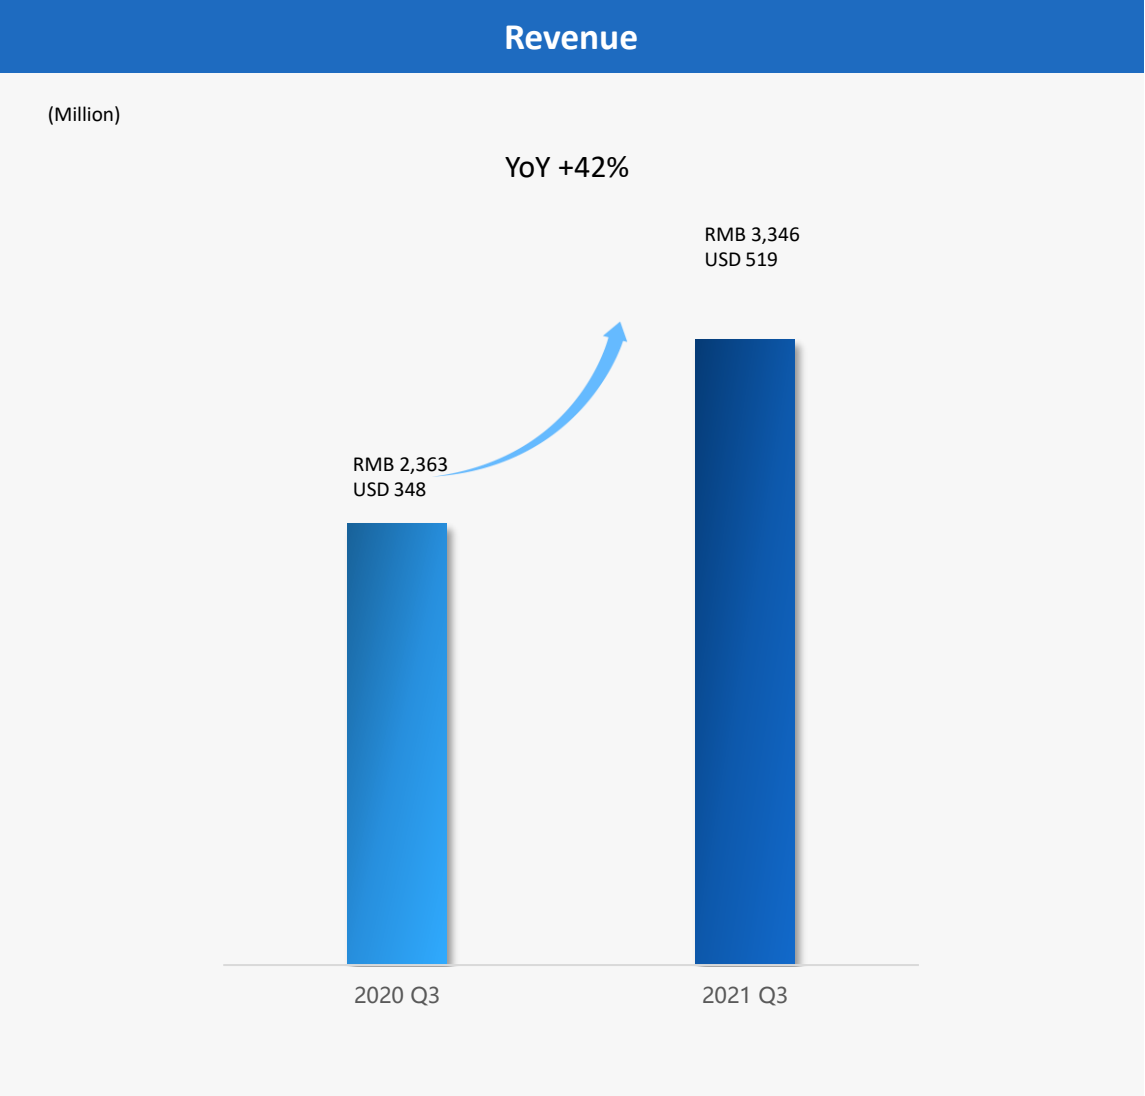 Revenue
(Million)
YoY +42%
RMB 3,346
USD 519
RMB 2,363
USD 348
2020 Q3
2021 Q3